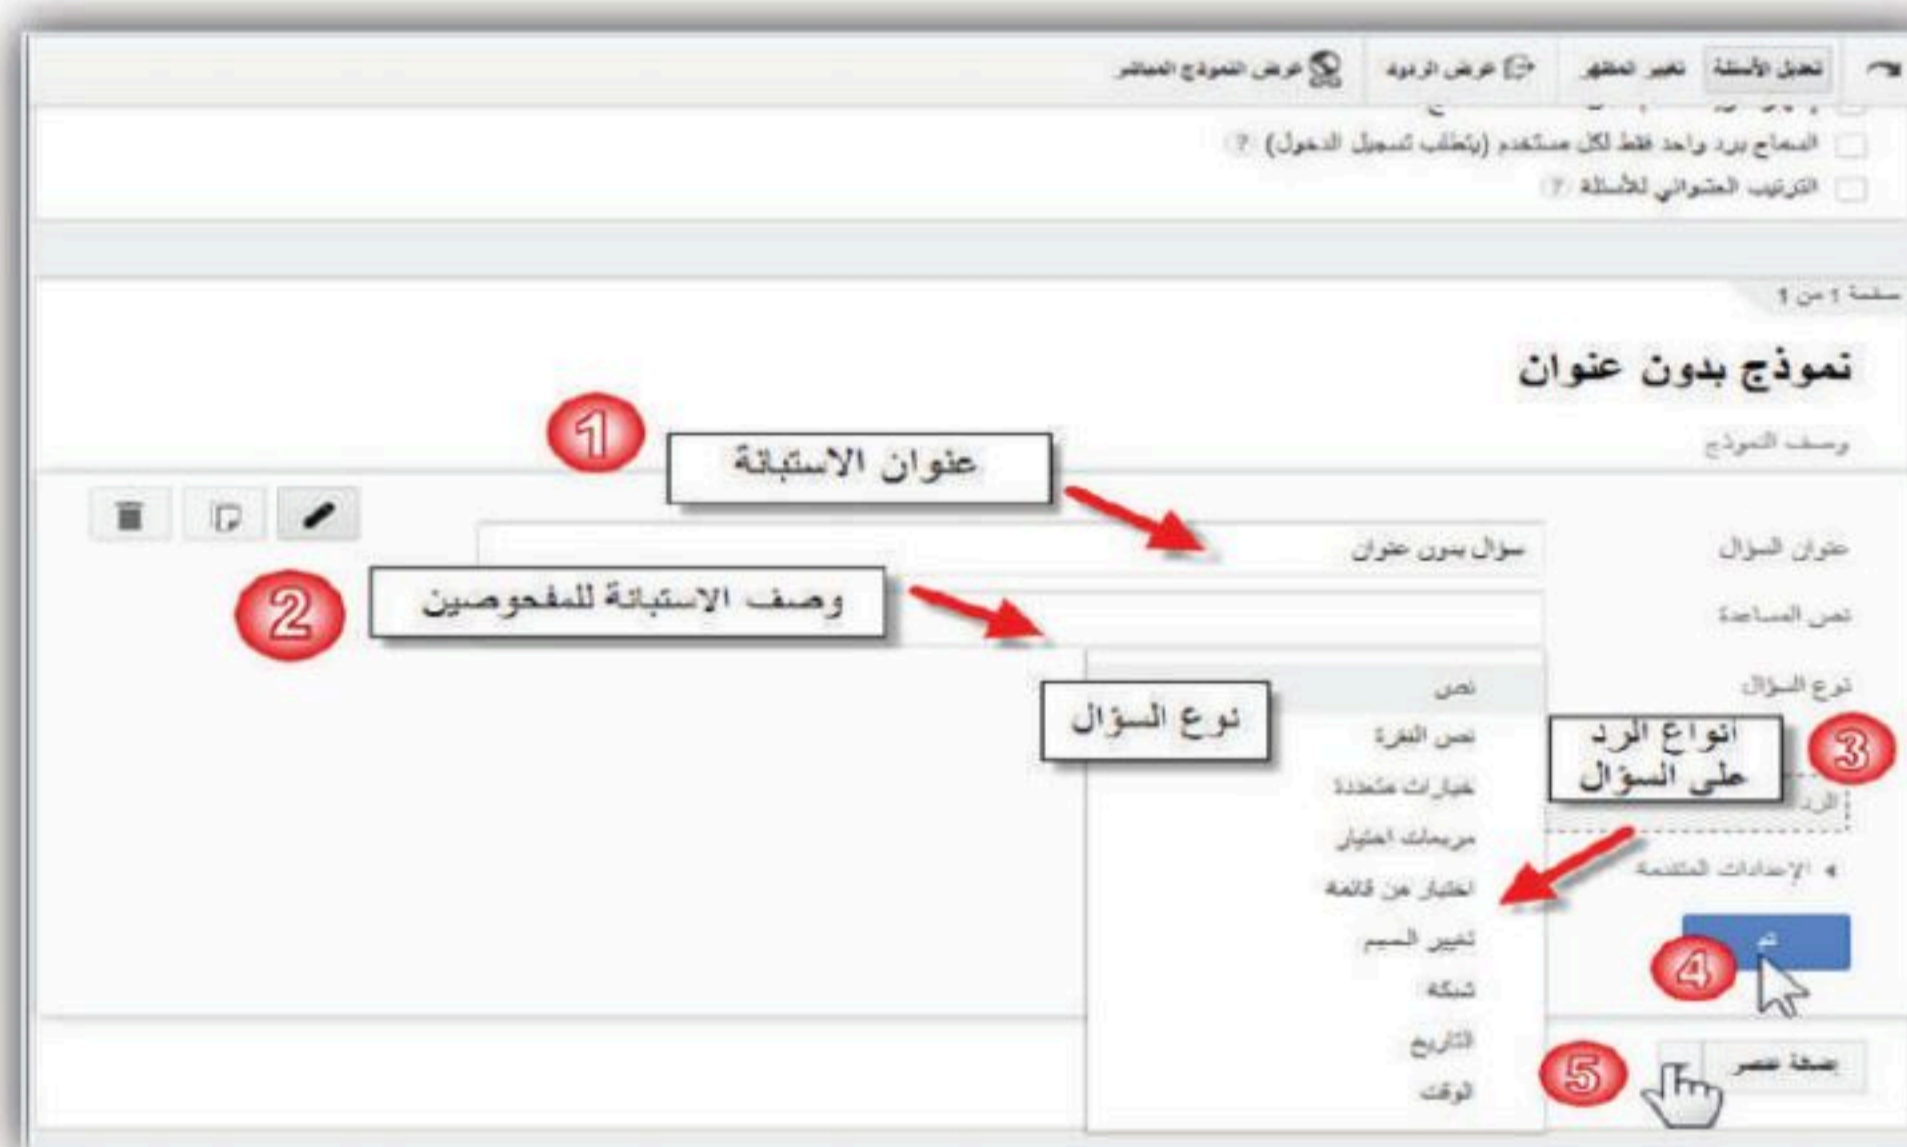 تعديل الأسئلة تغيير المظهر عرض الردود عرض النموذج المباشر
السماح برد واحد فقط لكل مستخدم (يتطلب تسجيل الدخول) ?
الترتيب العشوائي للأسئلة ?
صفحة 1 من 1
نموذج بدون عنوان
وصف النموذج
1
عنوان الاستبانة
عنوان السؤال
سؤال بدون عنوان
2
وصف الاستبانة للمفحوصين
نص المساعدة
نوع السؤال
نوع السؤال
3
أنواع الرد
على السؤال
الرد
نص
نص الفقرة
خيارات متعددة
مربعات اختيار
اختيار من قائمة
تغيير الحجم
شبكة
التاريخ
الوقت
الإعدادات المتقدمة
تم
4
إضافة عنصر
5